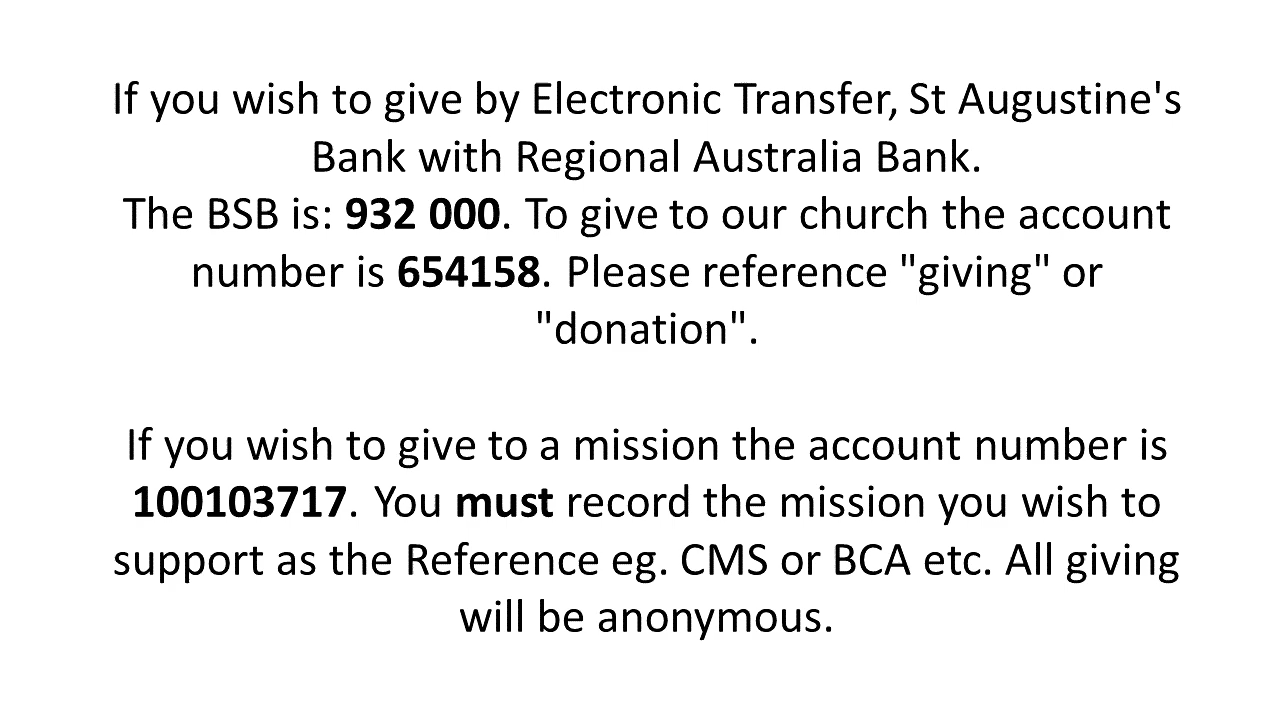 If you wish to give by Electronic Transfer, St Augustine's
Bank with Regional Australia Bank.
The BSB is: 932 000. To give to our church the account
number is 654158. Please reference "giving" or
"donation".
If you wish to give to a mission the account number is
100103717. You must record the mission you wish to
support as the Reference eg. CMS or BCA etc. All giving
will be anonymous.